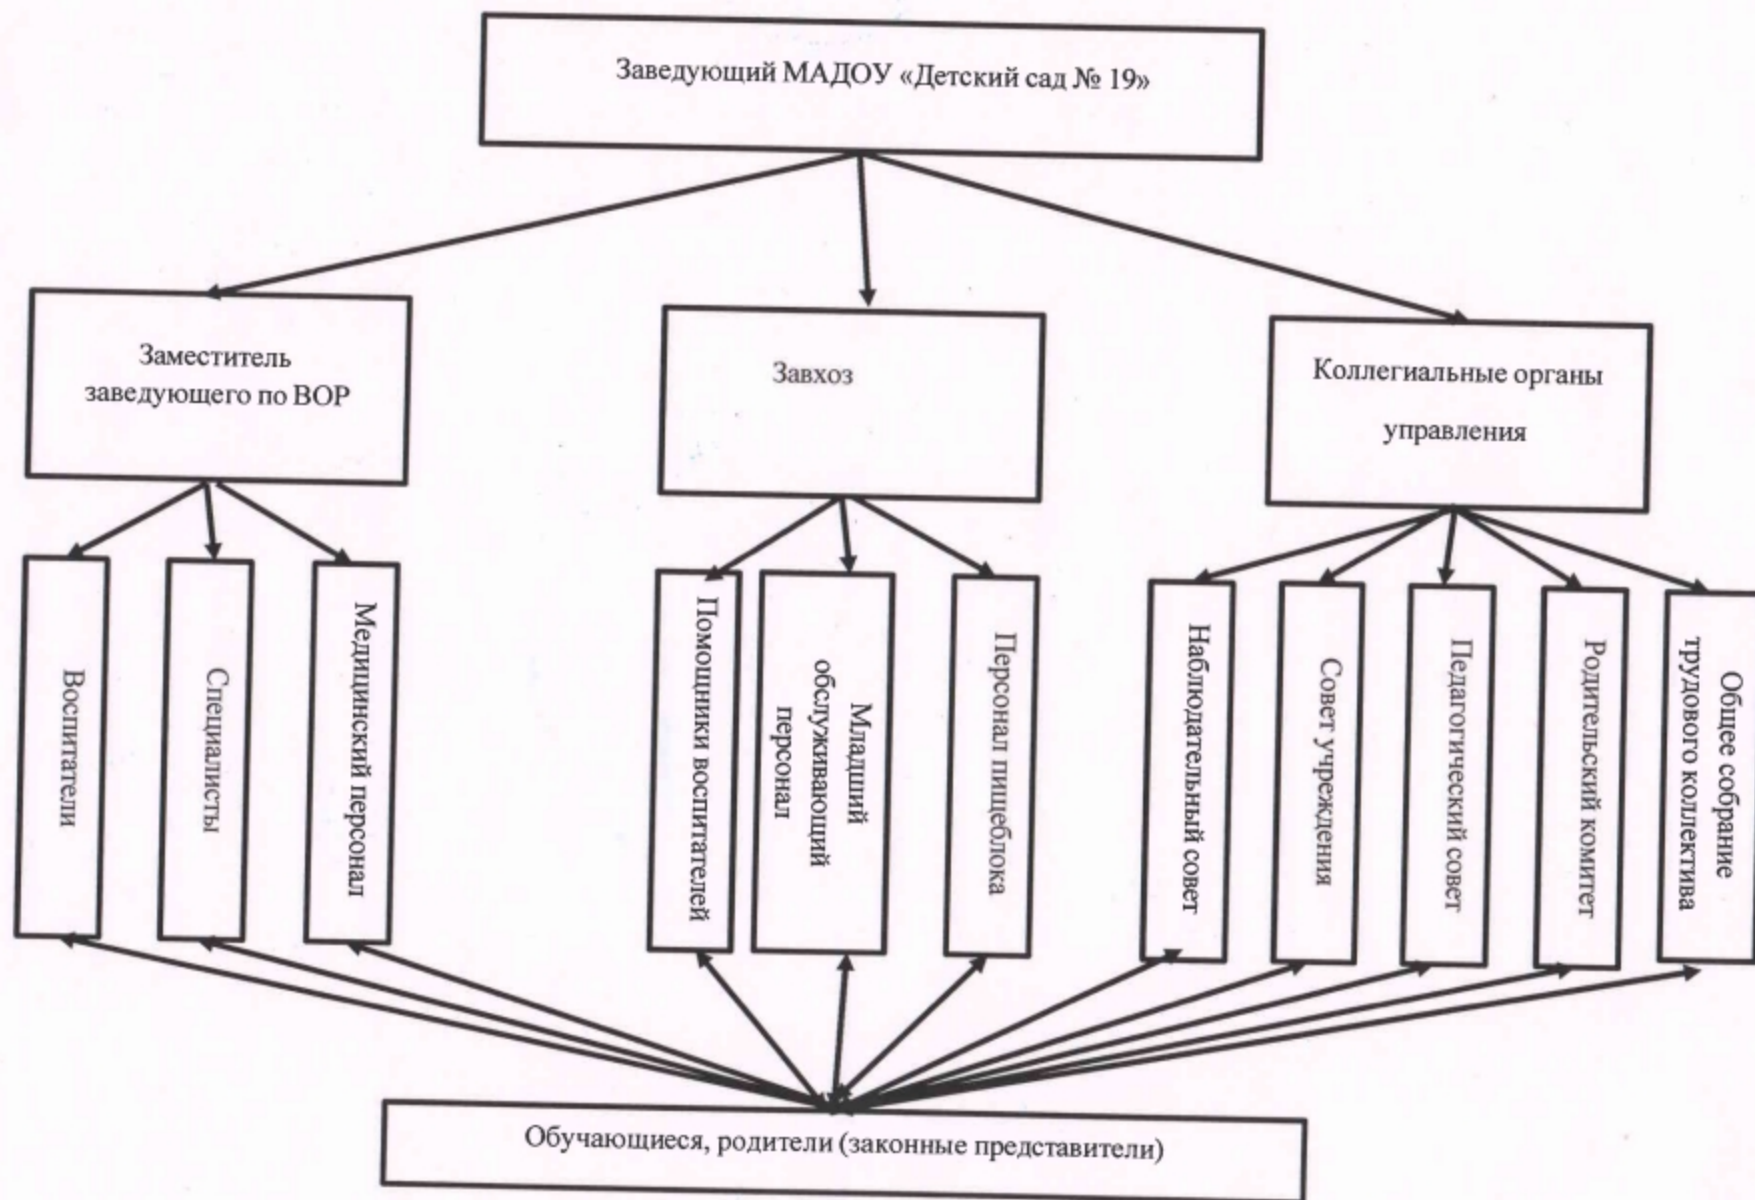 Заведующий МАДОУ «Детский сад № 19»
Заместитель
заведующего по ВОР
Завхоз
Коллегиальные органы
управления
Воспитатели
Специалисты
Медицинский персонал
Помощники воспитателей
Младший
обслуживающий
персонал
Персонал пищеблока
Наблюдательный совет
Совет учреждения
Педагогический совет
Родительский комитет
Общее собрание
трудового коллектива
Обучающиеся, родители (законные представители)